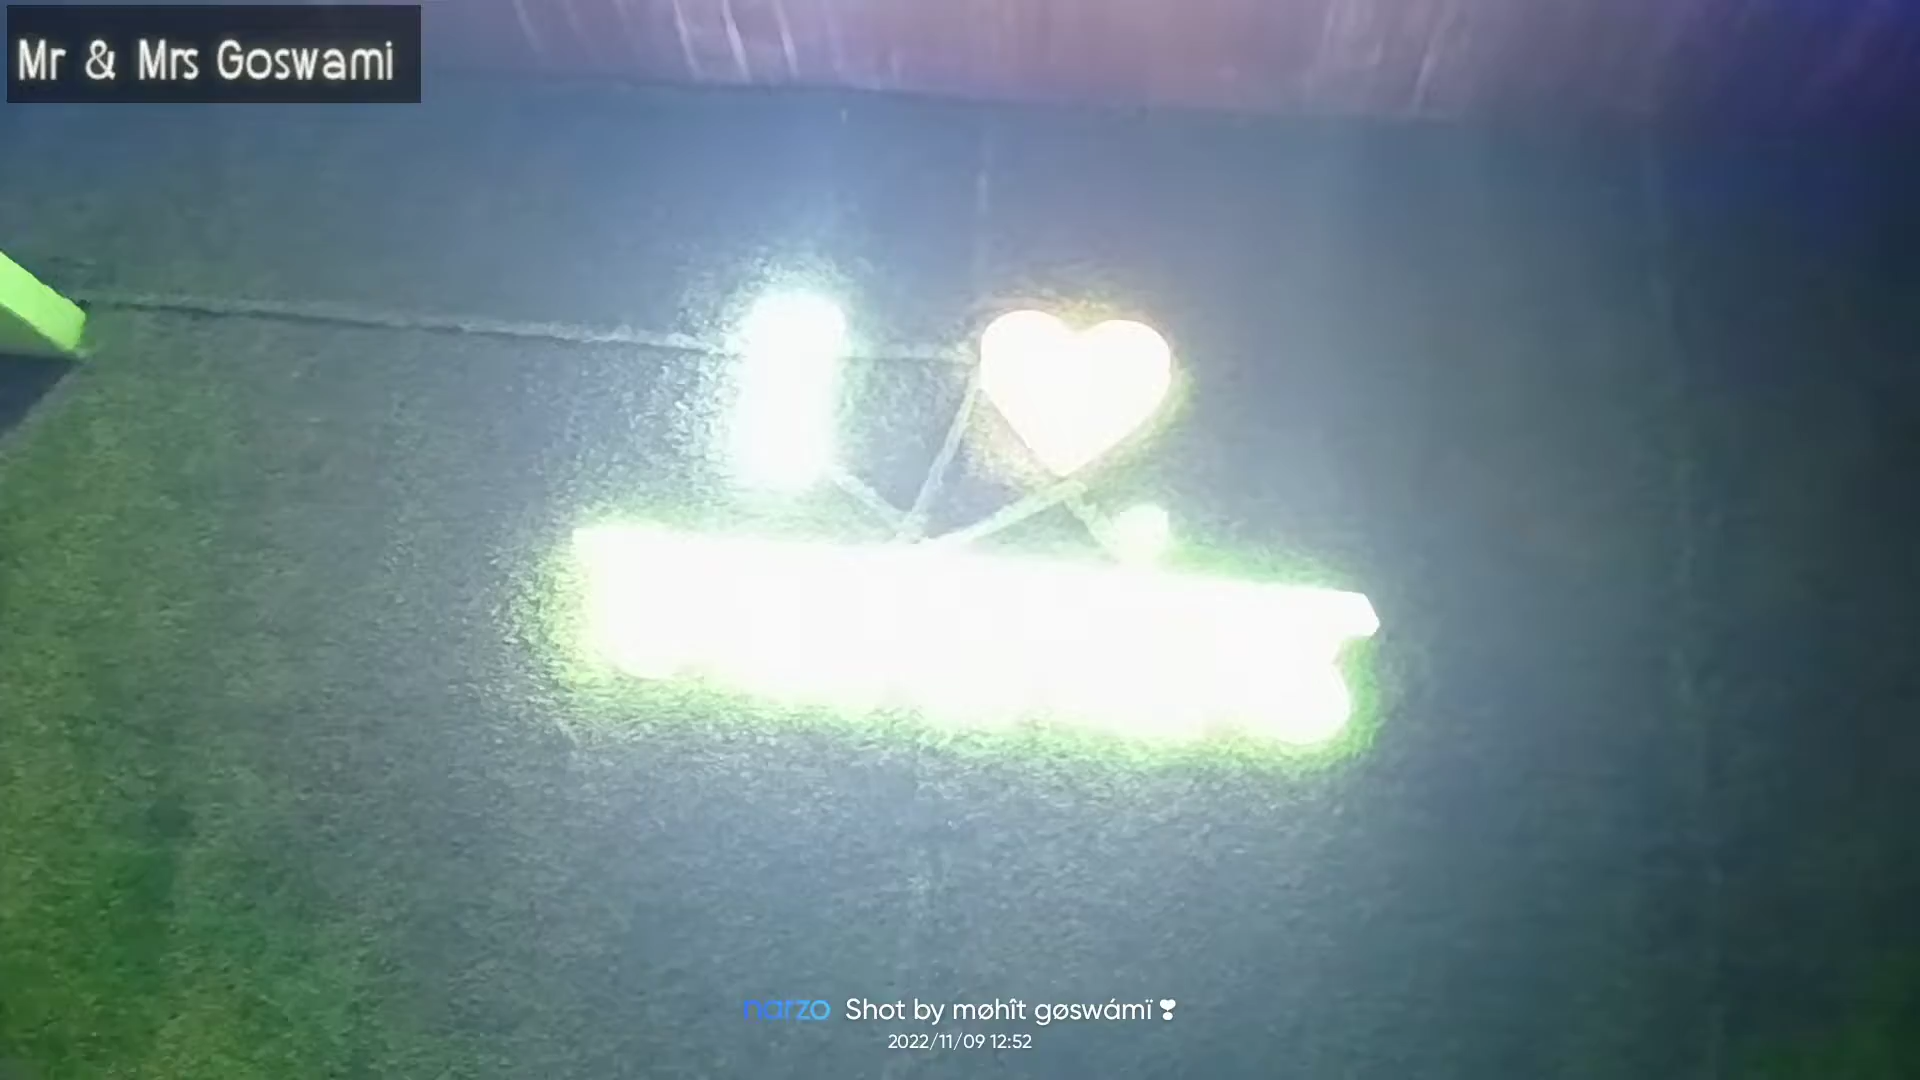 Mr & Mrs Goswami
I ❤
narzo Shot by møhît gøswámï❣
2022/11/09 12:52